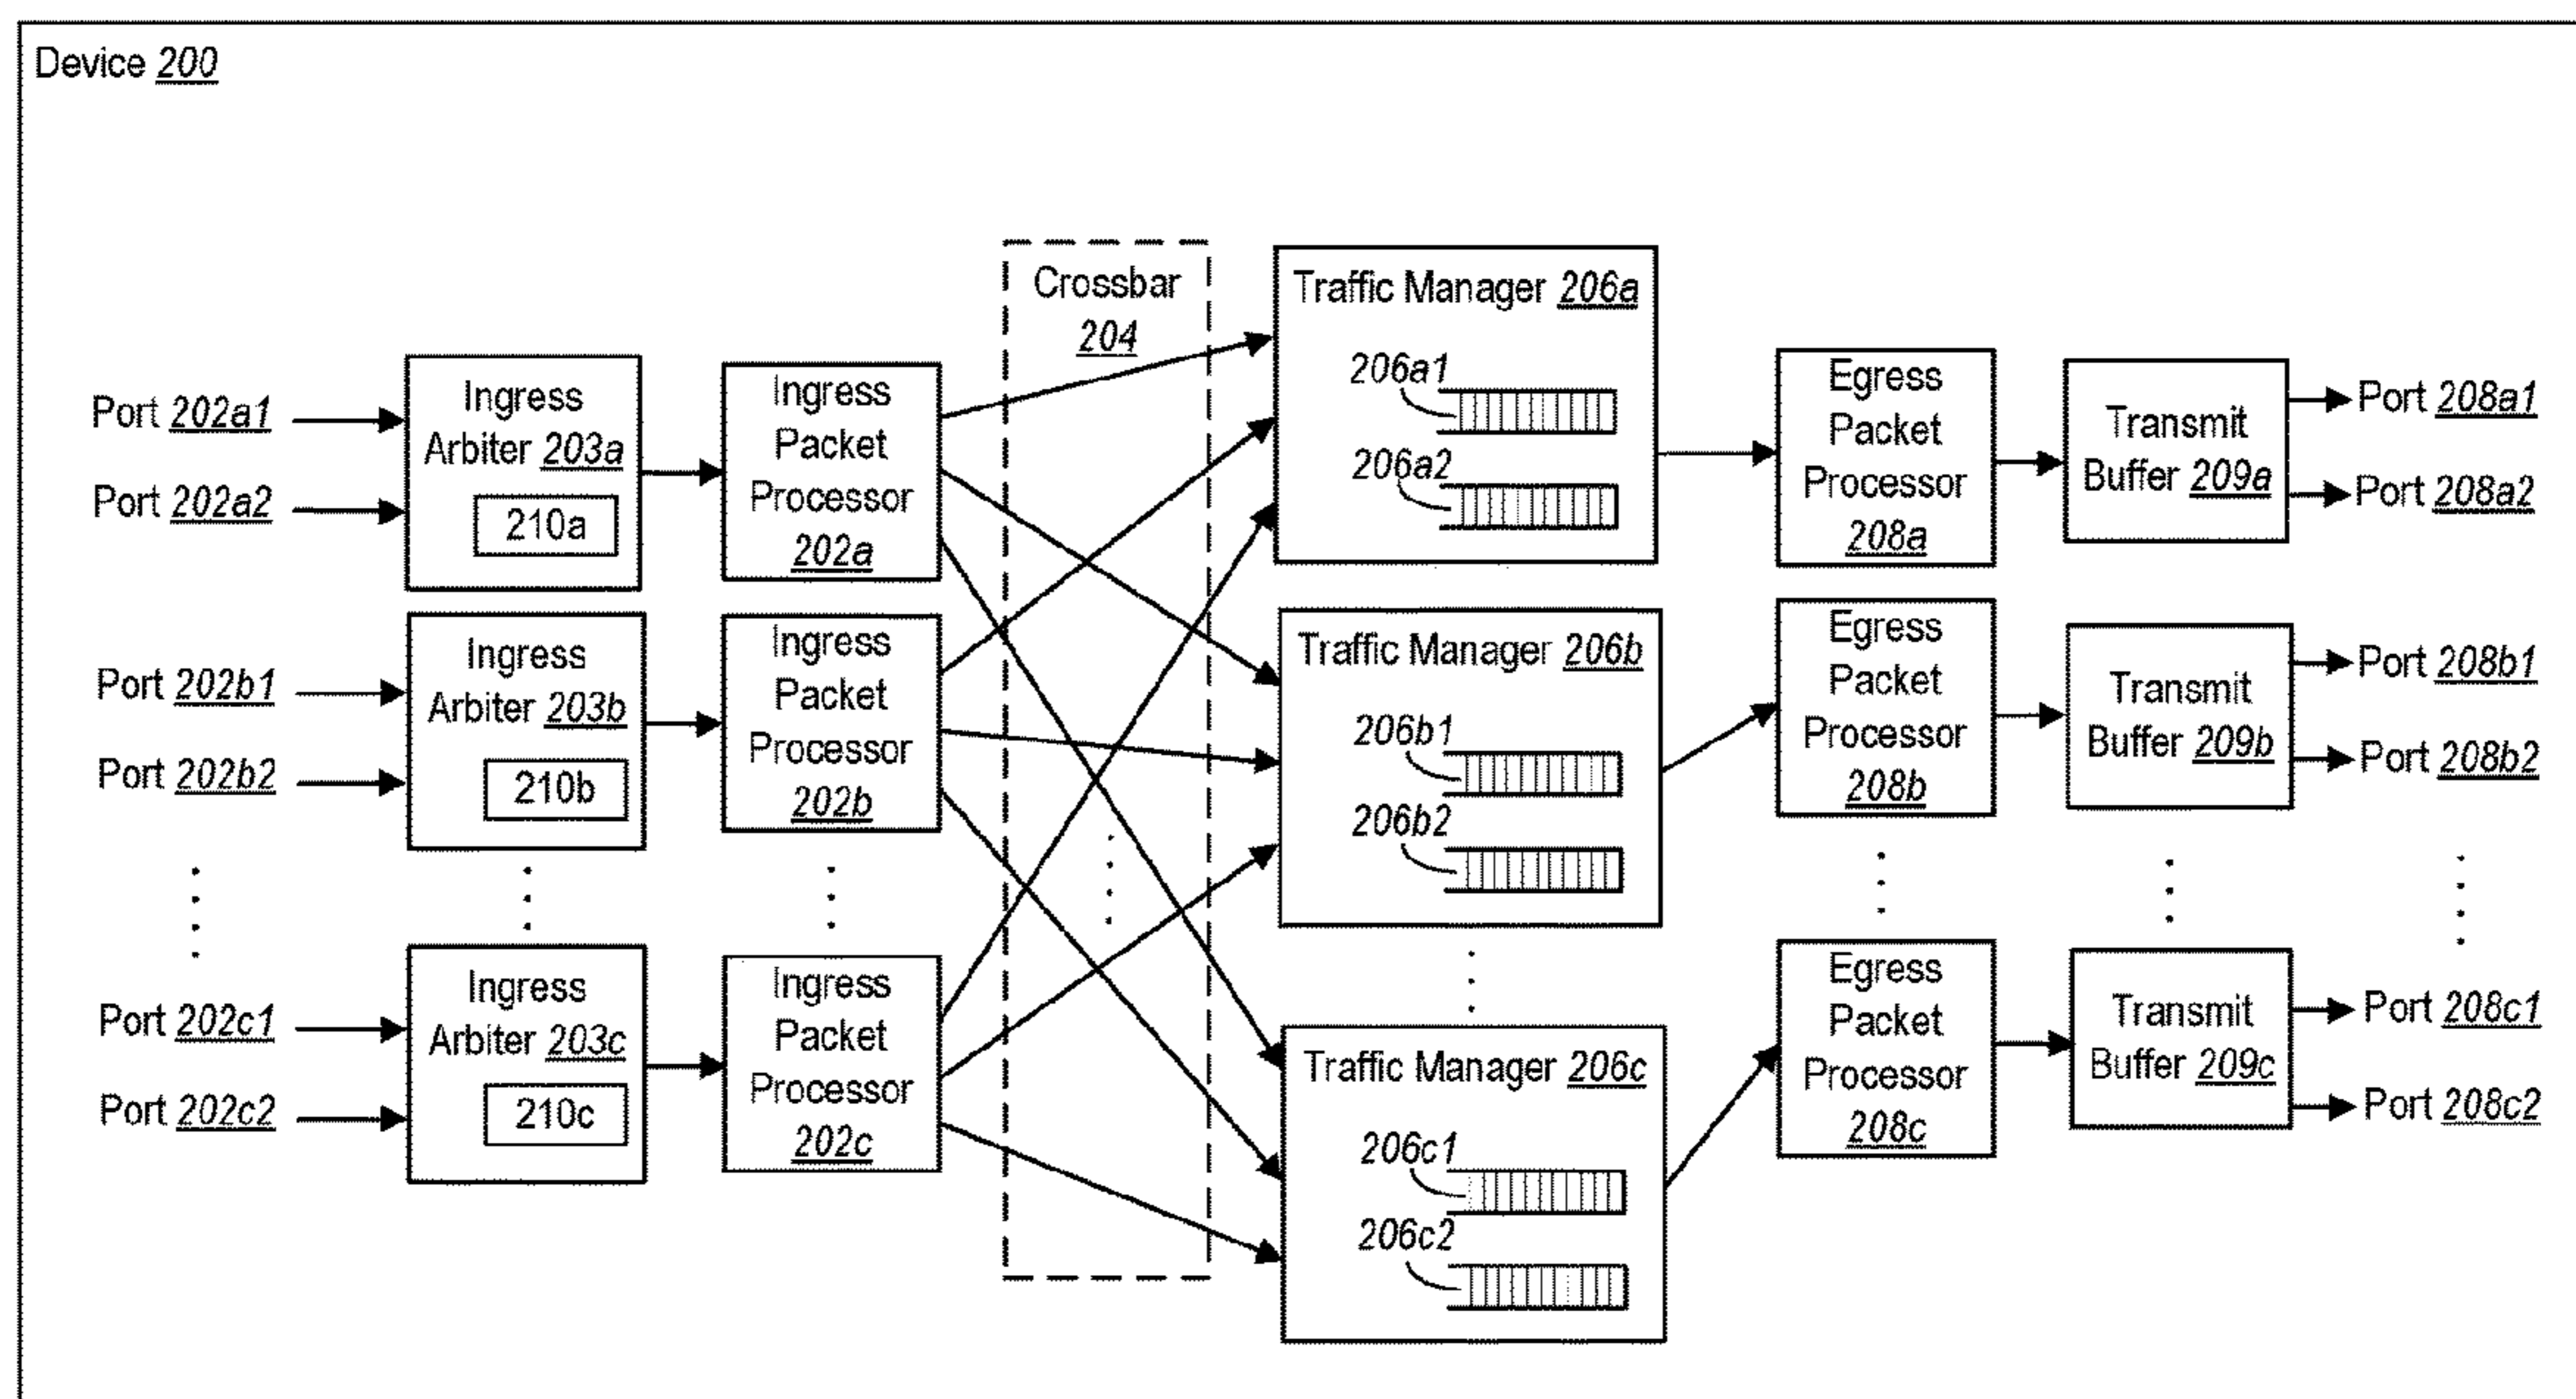 Device 200
Crossbar
204
Port 202a1
Port 202a2
Ingress
Arbiter 203a
210a
Ingress
Packet
Processor
202a
Traffic Manager 206a
206a1
206a2
Egress
Packet
Processor
208a
Transmit
Buffer 209a
Port 208a1
Port 208a2
Port 202b1
Port 202b2
Ingress
Arbiter 203b
210b
Ingress
Packet
Processor
202b
Traffic Manager 206b
206b1
206b2
Egress
Packet
Processor
208b
Transmit
Buffer 209b
Port 208b1
Port 208b2
Port 202c1
Port 202c2
Ingress
Arbiter 203c
210c
Ingress
Packet
Processor
202c
Traffic Manager 206c
206c1
206c2
Egress
Packet
Processor
208c
Transmit
Buffer 209c
Port 208c1
Port 208c2